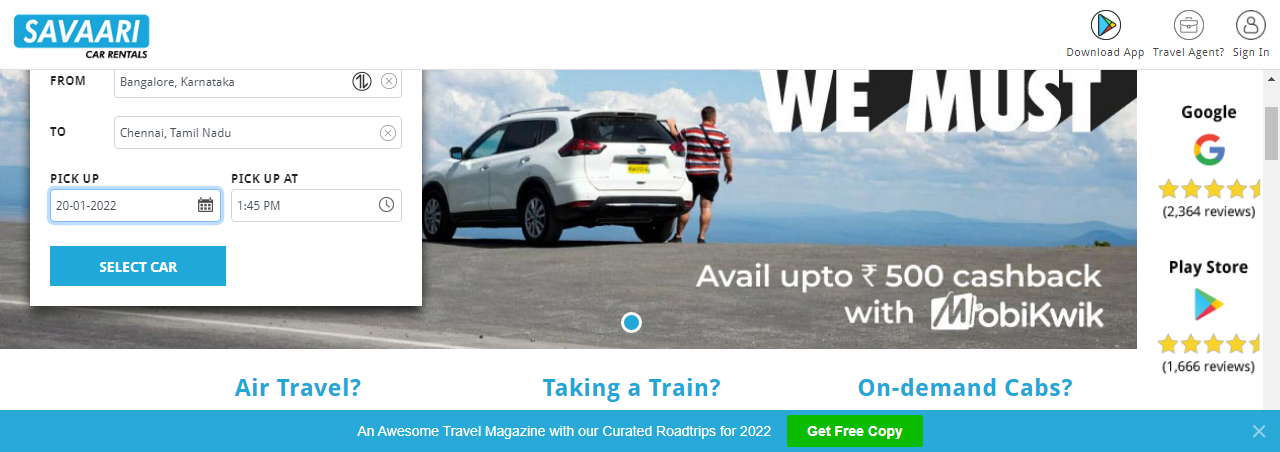 SAVAARI
CAR RENTALS
Download App
Travel Agent?
Sign In
FROM
Bangalore, Karnataka
TO
Chennai, Tamil Nadu
PICK UP
PICK UP AT
20-01-2022
1:45 PM
SELECT CAR
WE MUST
Avail upto ₹ 500 cashback
with MobiKwik
Google
(2,364 reviews)
Play Store
(1,666 reviews)
Air Travel?
Taking a Train?
On-demand Cabs?
An Awesome Travel Magazine with our Curated Roadtrips for 2022
Get Free Copy